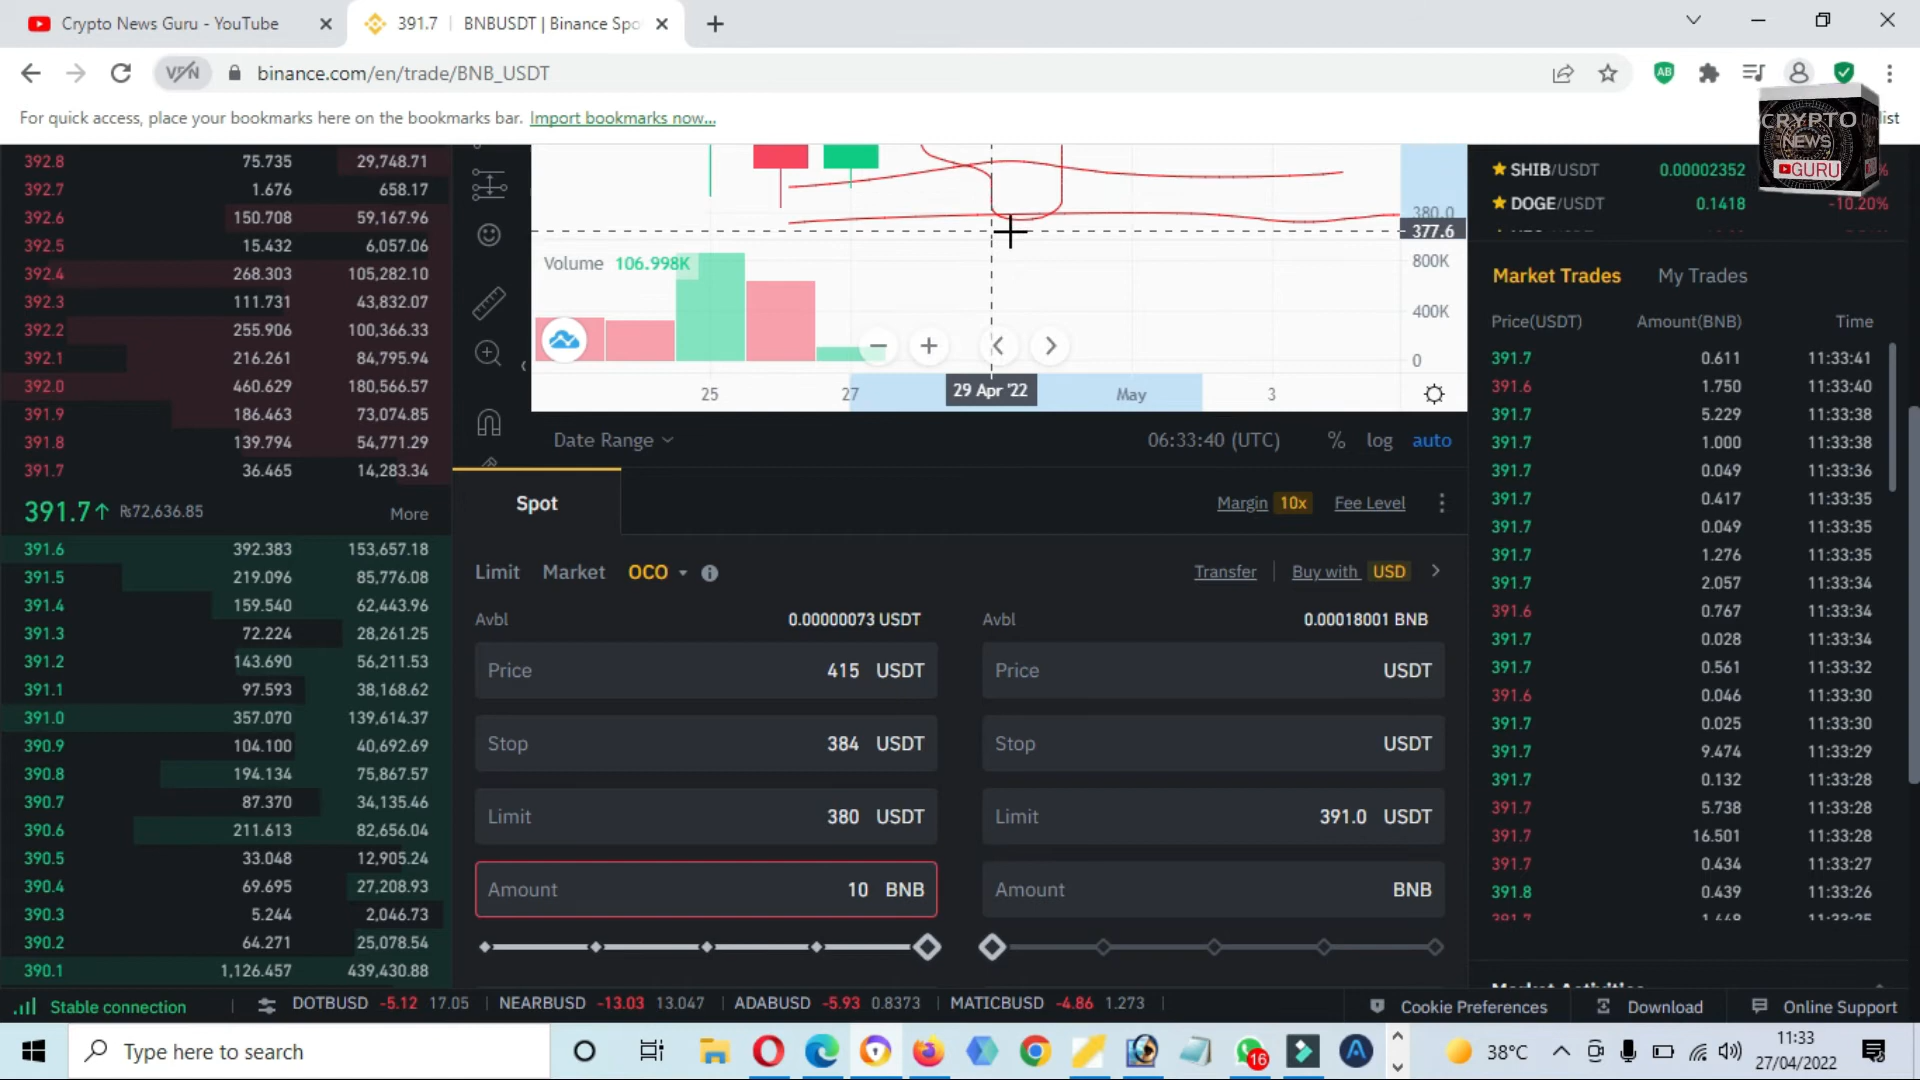 Crypto News Guru - YouTube
391.7 | BNBUSDT | Binance Spo
VPN
binance.com/en/trade/BNB_USDT
AB
For quick access, place your bookmarks here on the bookmarks bar. Import bookmarks now...
list
CRYPTO
NEWS
GURU
392.8 75.735 29,748.71
392.7 1.676 658.17
392.6 150.708 59,167.96
392.5 15.432 6,057.06
392.4 268.303 105,282.10
392.3 111.731 43,832.07
392.2 255.906 100,366.33
392.1 216.261 84,795.94
392.0 460.629 180,566.57
391.9 186.463 73,074.85
391.8 139.794 54,771.29
391.7 36.465 14,283.34
391.7↑ ₨72,636.85 More
391.6 392.383 153,657.18
391.5 219.096 85,776.08
391.4 159.540 62,443.96
391.3 72.224 28,261.25
391.2 143.690 56,211.53
391.1 97.593 38,168.62
391.0 357.070 139,614.37
390.9 104.100 40,692.69
390.8 194.134 75,867.57
390.7 87.370 34,135.46
390.6 211.613 82,656.04
390.5 33.048 12,905.24
390.4 69.695 27,208.93
390.3 5.244 2,046.73
390.2 64.271 25,078.54
390.1 1,126.457 439,430.88
380.0
377.6
Volume 106.998K
800K
400K
0
25 27 29 Apr '22 May 3
Date Range 06:33:40 (UTC) % log auto
Spot Margin 10x Fee Level
Limit Market OCO Transfer Buy with USD
Avbl 0.00000073 USDT
Price 415 USDT
Stop 384 USDT
Limit 380 USDT
Amount 10 BNB
Avbl 0.00018001 BNB
Price USDT
Stop USDT
Limit 391.0 USDT
Amount BNB
SHIB/USDT 0.00002352 %
DOGE/USDT 0.1418 -10.20%
Market Trades My Trades
Price(USDT) Amount(BNB) Time
391.7 0.611 11:33:41
391.6 1.750 11:33:40
391.7 5.229 11:33:38
391.7 1.000 11:33:38
391.7 0.049 11:33:36
391.7 0.417 11:33:35
391.7 0.049 11:33:35
391.7 1.276 11:33:35
391.7 2.057 11:33:34
391.6 0.767 11:33:34
391.7 0.028 11:33:34
391.7 0.561 11:33:32
391.6 0.046 11:33:30
391.7 0.025 11:33:30
391.7 9.474 11:33:29
391.7 0.132 11:33:28
391.7 5.738 11:33:28
391.7 16.501 11:33:28
391.7 0.434 11:33:27
391.8 0.439 11:33:26
391.7 1.448 11:33:25
Market Activities
Stable connection DOTBUSD -5.12 17.05 NEARBUSD -13.03 13.047 ADABUSD -5.93 0.8373 MATICBUSD -4.86 1.273 Cookie Preferences Download Online Support
Type here to search 16 38°C 11:33
27/04/2022